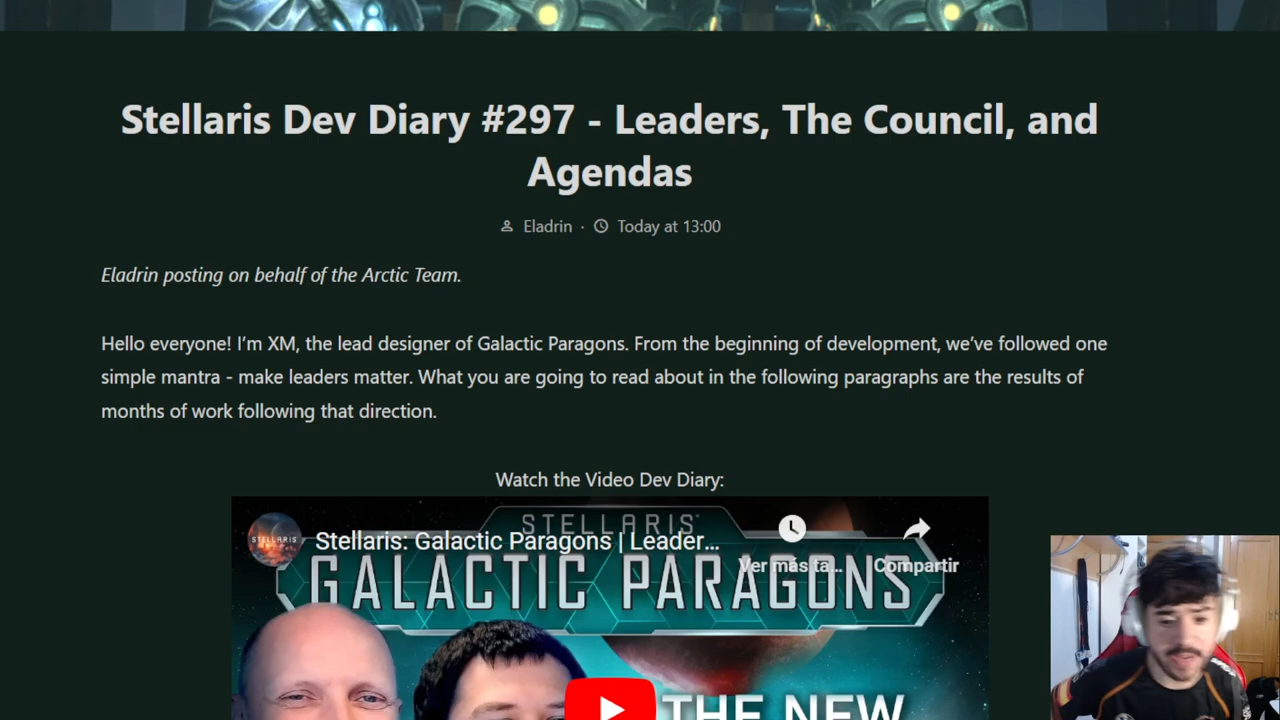 Stellaris Dev Diary #297 - Leaders, The Council, and
Agendas
Eladrin · Today at 13:00
Eladrin posting on behalf of the Arctic Team.
Hello everyone! I’m XM, the lead designer of Galactic Paragons. From the beginning of development, we’ve followed one
simple mantra - make leaders matter. What you are going to read about in the following paragraphs are the results of
months of work following that direction.
Watch the Video Dev Diary:
STELLARIS
STELLARIS
Stellaris: Galactic Paragons | Leader...
Ver más ta...
Compartir
GALACTIC PARAGONS
THE NEW